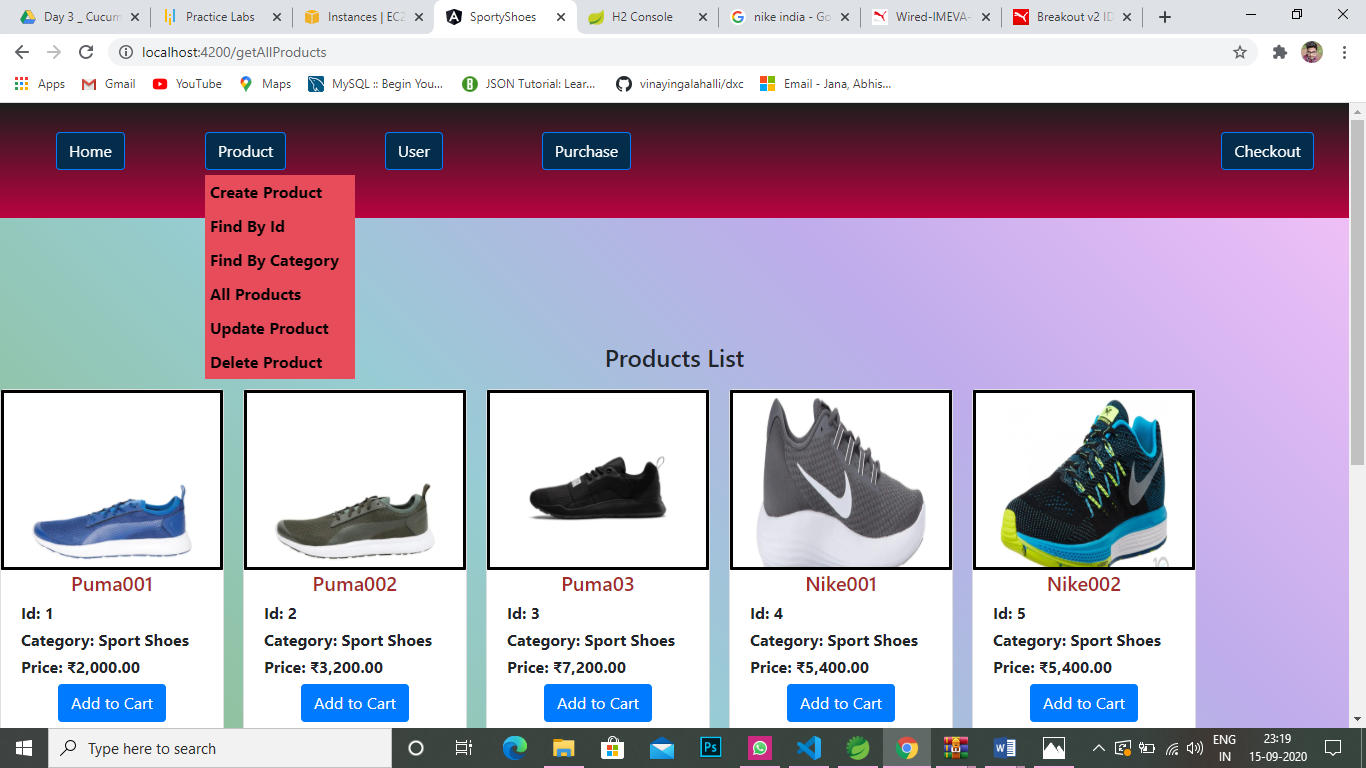 Day 3 _ Cucum
Practice Labs
Instances | EC2
SportyShoes
H2 Console
nike india - Go
Wired-IMEVA-
Breakout v2 ID
localhost:4200/getAllProducts
Apps
Gmail
YouTube
Maps
MySQL :: Begin You...
JSON Tutorial: Lear...
vinayingalahalli/dxc
Email - Jana, Abhis...
Home
Product
User
Purchase
Checkout
Create Product
Find By Id
Find By Category
All Products
Update Product
Delete Product
Products List
Puma001
Id: 1
Category: Sport Shoes
Price: ₹2,000.00
Add to Cart
Puma002
Id: 2
Category: Sport Shoes
Price: ₹3,200.00
Add to Cart
Puma03
Id: 3
Category: Sport Shoes
Price: ₹7,200.00
Add to Cart
Nike001
Id: 4
Category: Sport Shoes
Price: ₹5,400.00
Add to Cart
Nike002
Id: 5
Category: Sport Shoes
Price: ₹5,400.00
Add to Cart
Type here to search
Ps
W
ENG
IN
23:19
15-09-2020